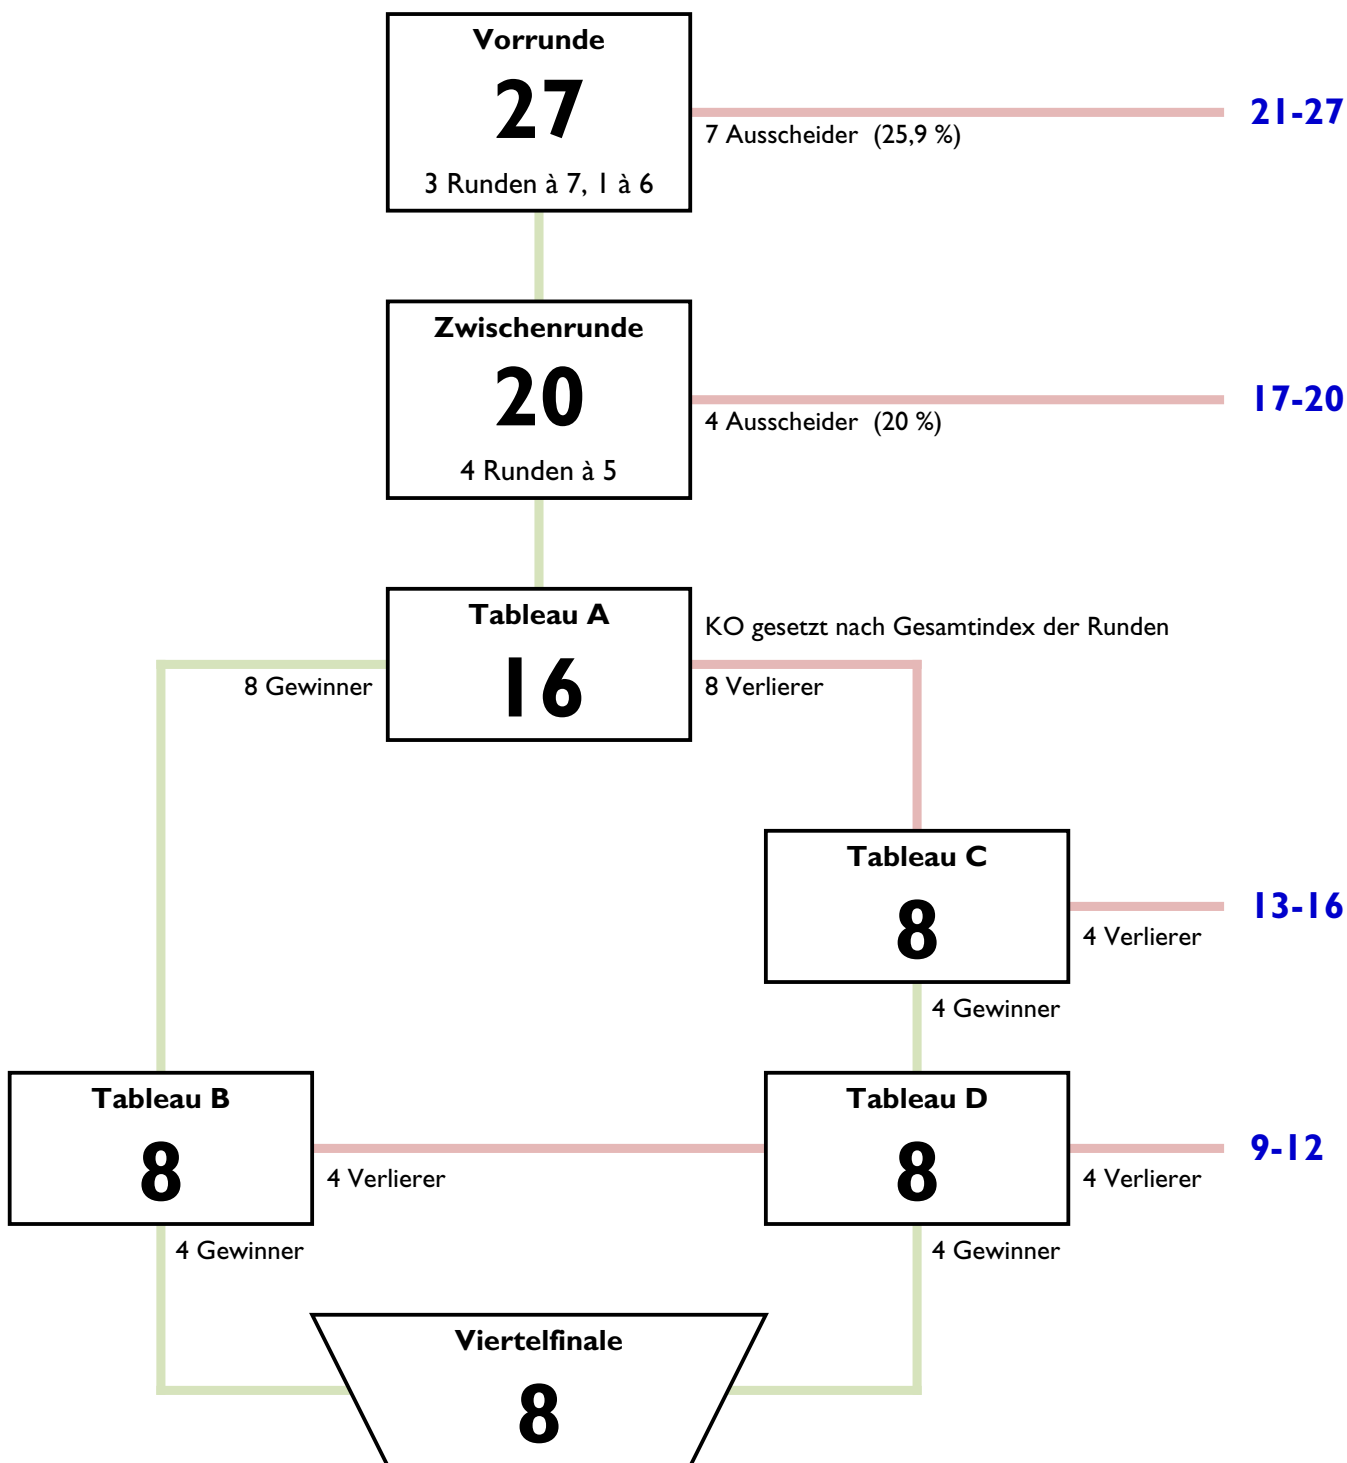 Vorrunde
27
3 Runden à 7, 1 à 6
7 Ausscheider (25,9 %)
21-27
Zwischenrunde
20
4 Runden à 5
4 Ausscheider (20 %)
17-20
Tableau A
16
KO gesetzt nach Gesamtindex der Runden
8 Gewinner
8 Verlierer
Tableau C
8
4 Verlierer
13-16
4 Gewinner
Tableau B
8
4 Verlierer
4 Gewinner
Tableau D
8
4 Verlierer
9-12
4 Gewinner
Viertelfinale
8